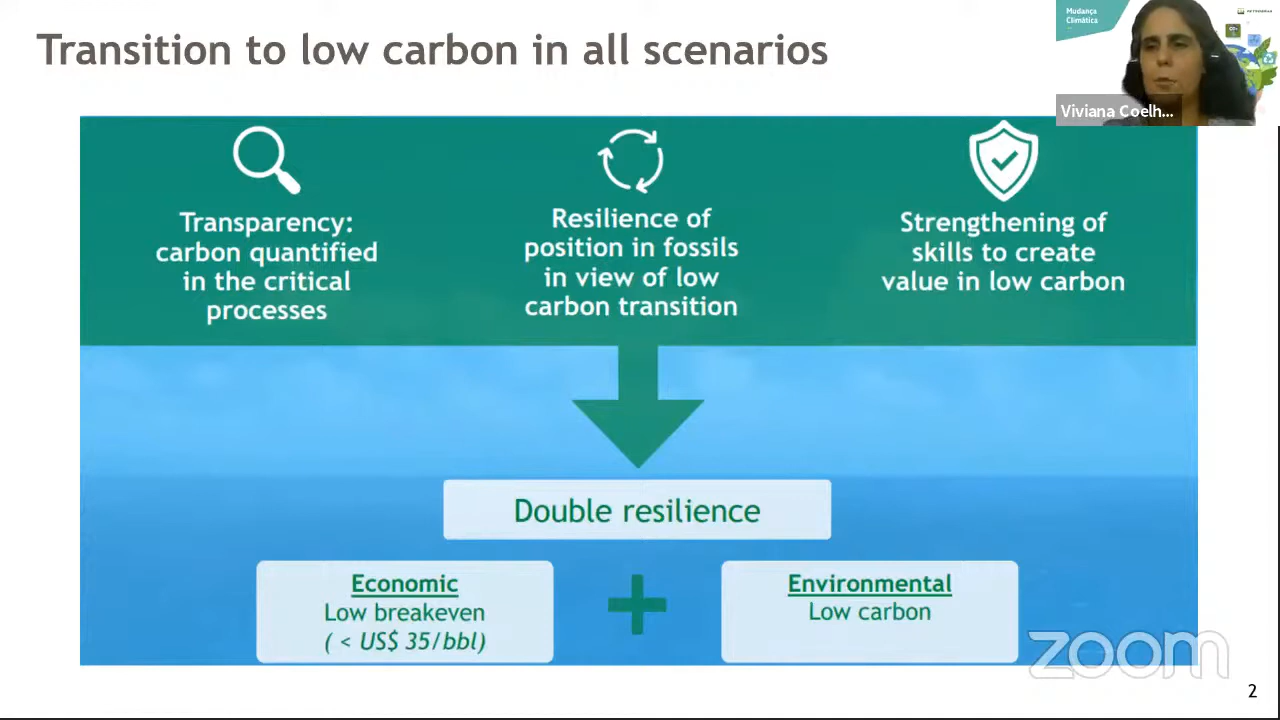 Transition to low carbon in all scenarios
Mudança
Climática
Viviana Coelh...
Transparency:
carbon quantified
in the critical
processes
Resilience of
position in fossils
in view of low
carbon transition
Strengthening of
skills to create
value in low carbon
Double resilience
Economic
Low breakeven
( < US$ 35/bbl)
Environmental
Low carbon
zoom
2